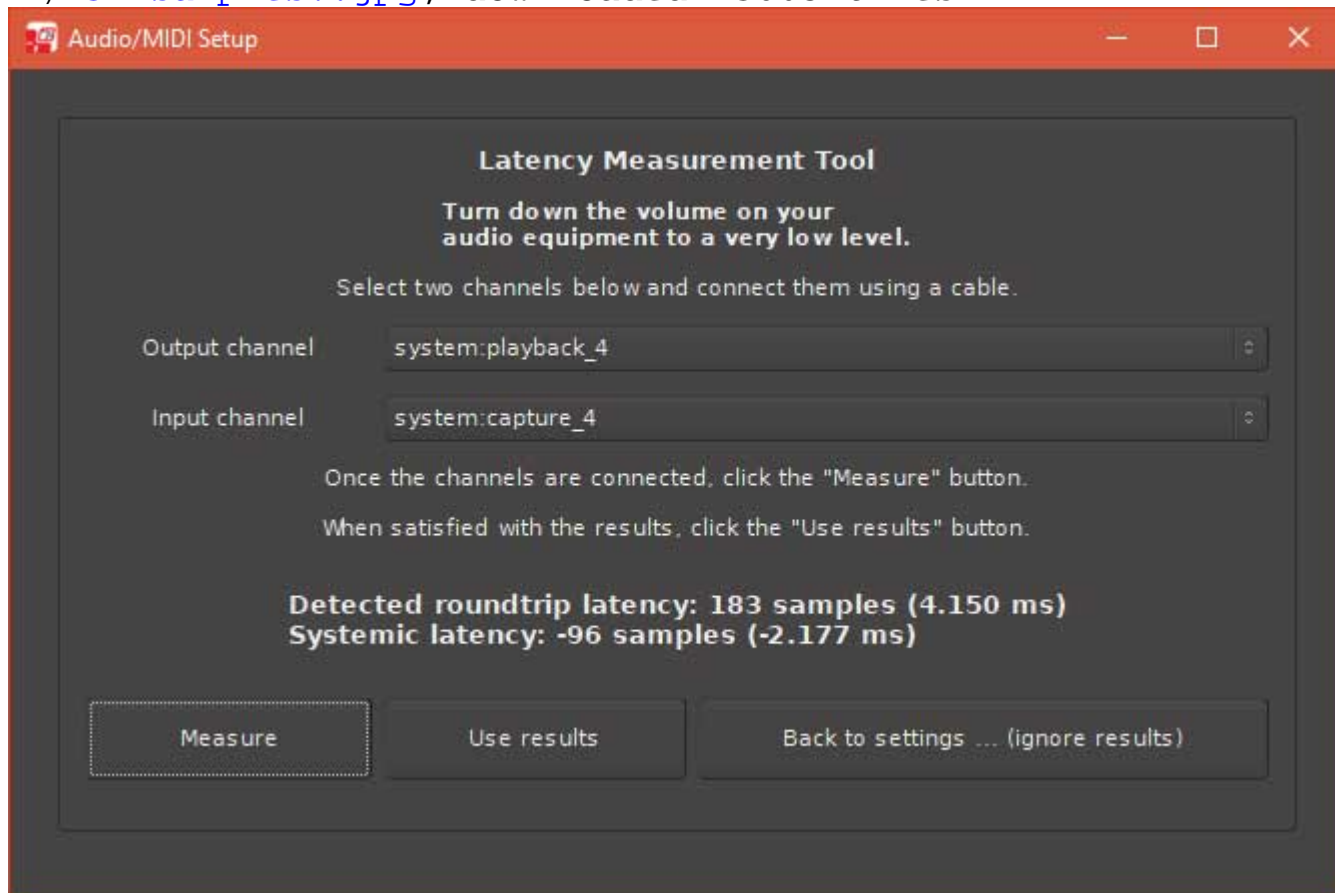 Audio/MIDI Setup
Latency Measurement Tool
Turn down the volume on your
audio equipment to a very low level.
Select two channels below and connect them using a cable.
Output channel system:playback_4
Input channel system:capture_4
Once the channels are connected, click the "Measure" button.
When satisfied with the results, click the "Use results" button.
Detected roundtrip latency: 183 samples (4.150 ms)
Systemic latency: -96 samples (-2.177 ms)
Measure Use results Back to settings ... (ignore results)